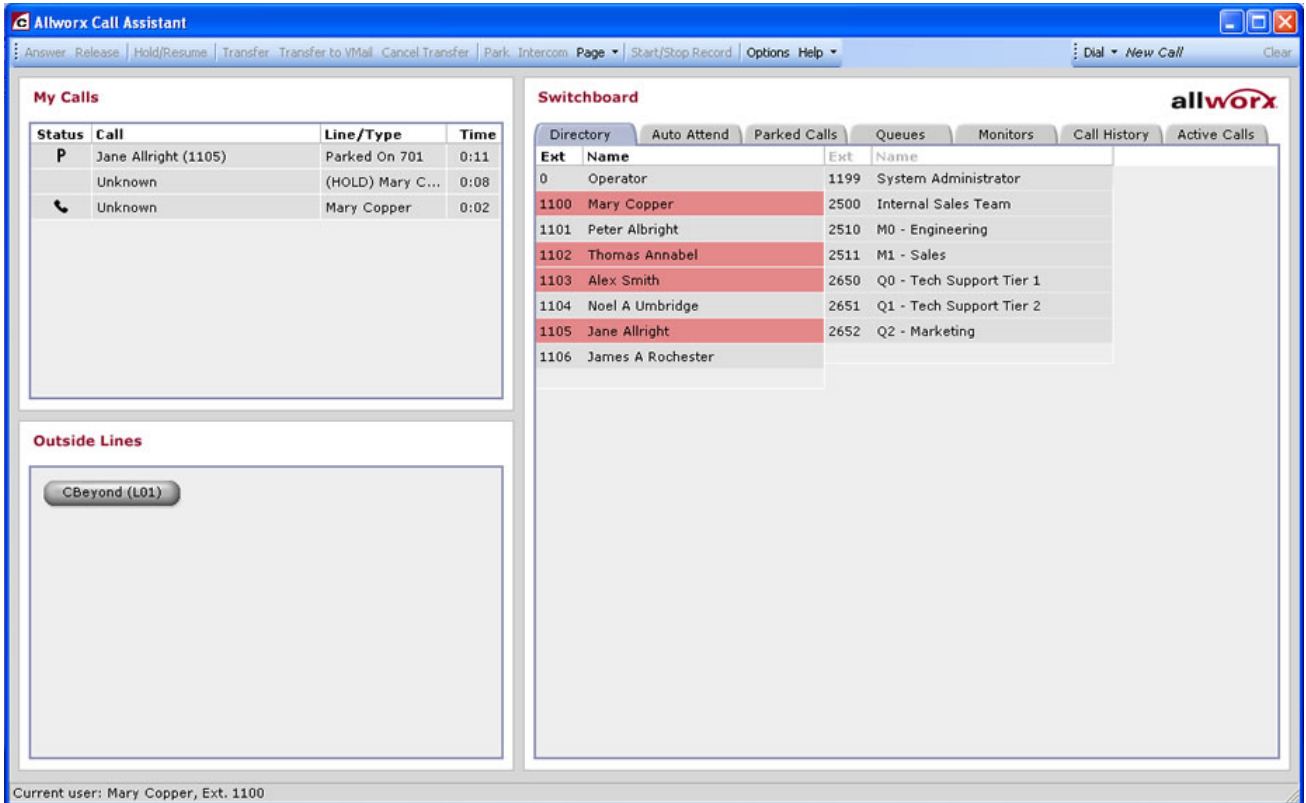 Allworx Call Assistant
Answer Release Hold/Resume Transfer Transfer to VMail Cancel Transfer Park Intercom Page Start/Stop Record Options Help Dial New Call Clear
My Calls
Status Call Line/Type Time
P Jane Allright (1105) Parked On 701 0:11
Unknown (HOLD) Mary C... 0:08
Unknown Mary Copper 0:02
Outside Lines
CBeyond (L01)
Switchboard
allworx
Directory Auto Attend Parked Calls Queues Monitors Call History Active Calls
Ext Name Ext Name
0 Operator 1199 System Administrator
1100 Mary Copper 2500 Internal Sales Team
1101 Peter Albright 2510 M0 - Engineering
1102 Thomas Annabel 2511 M1 - Sales
1103 Alex Smith 2650 Q0 - Tech Support Tier 1
1104 Noel A Umbridge 2651 Q1 - Tech Support Tier 2
1105 Jane Allright 2652 Q2 - Marketing
1106 James A Rochester
Current user: Mary Copper, Ext. 1100